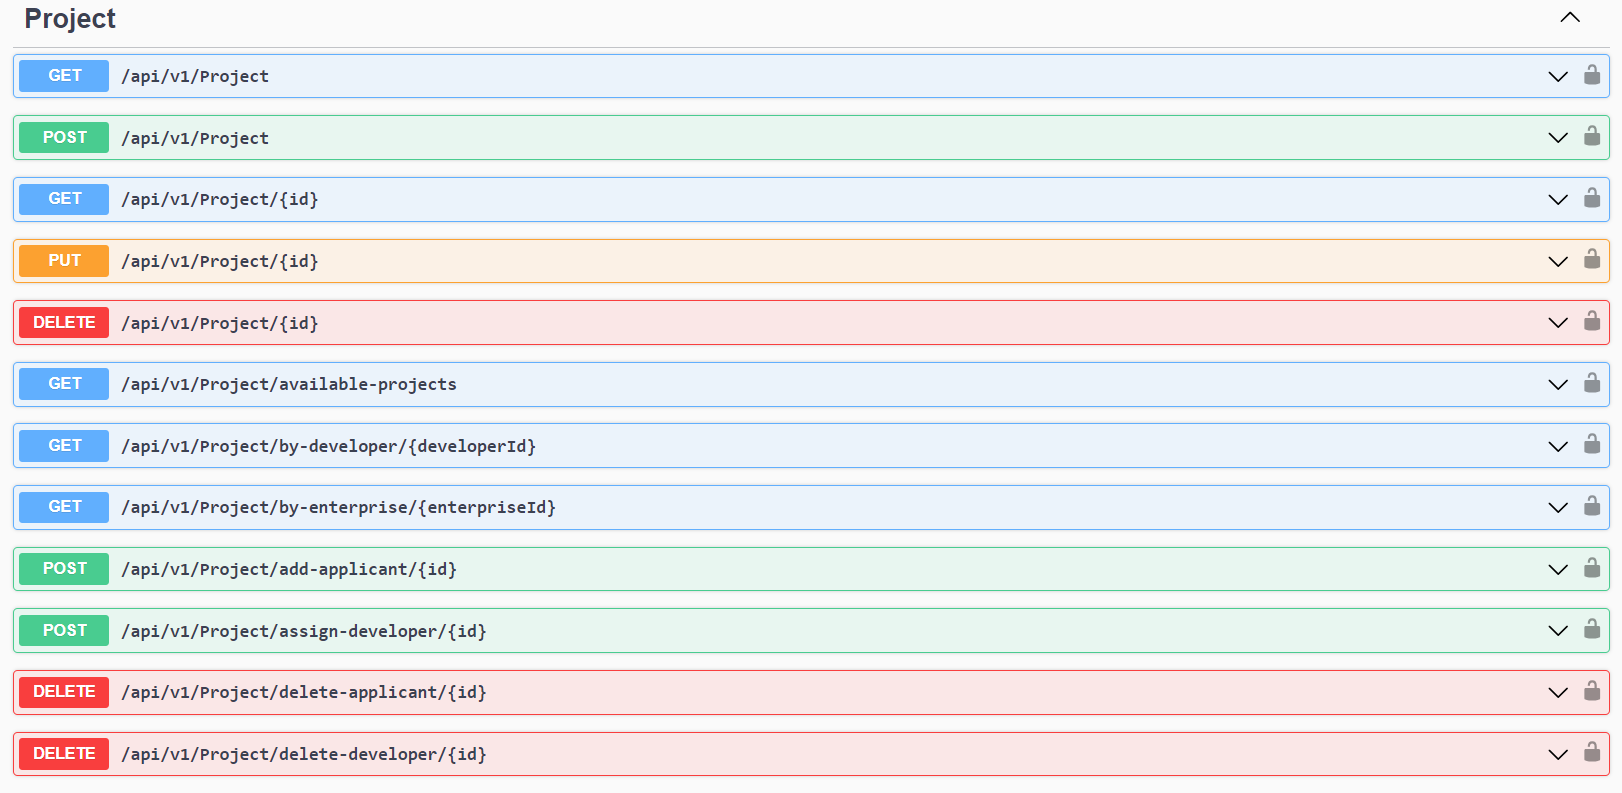 Project
GET /api/v1/Project
POST /api/v1/Project
GET /api/v1/Project/{id}
PUT /api/v1/Project/{id}
DELETE /api/v1/Project/{id}
GET /api/v1/Project/available-projects
GET /api/v1/Project/by-developer/{developerId}
GET /api/v1/Project/by-enterprise/{enterpriseId}
POST /api/v1/Project/add-applicant/{id}
POST /api/v1/Project/assign-developer/{id}
DELETE /api/v1/Project/delete-applicant/{id}
DELETE /api/v1/Project/delete-developer/{id}